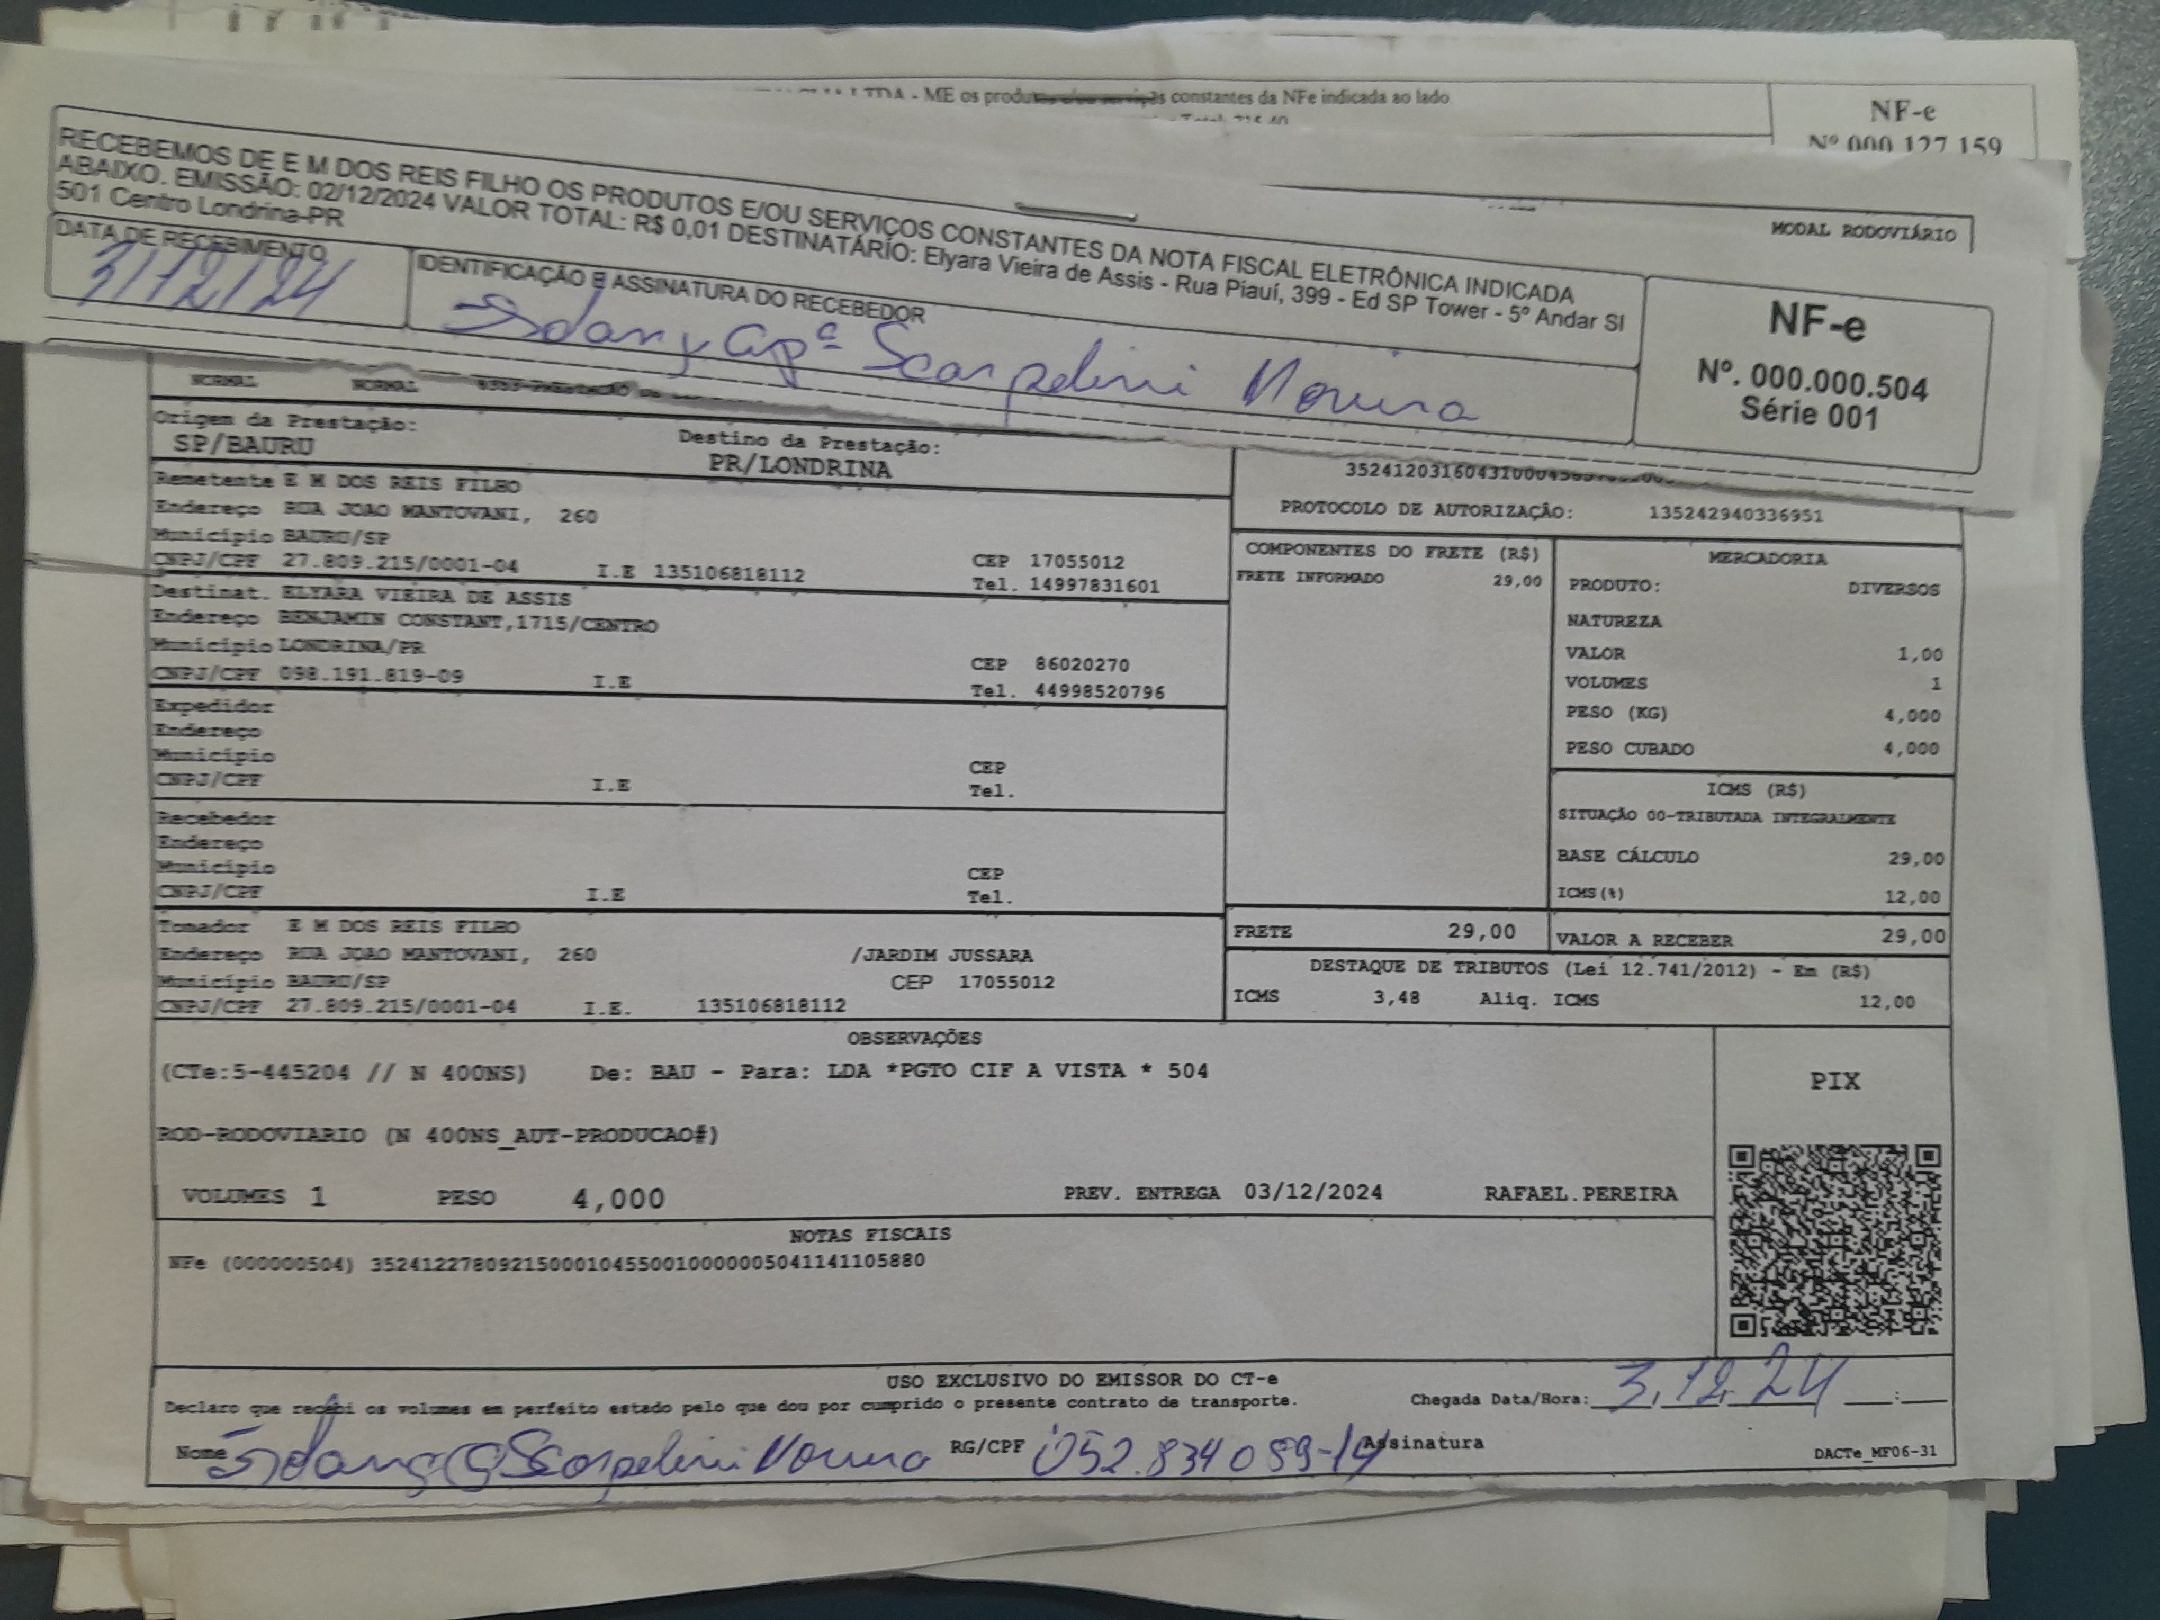 LTDA - ME os produtos e/ou serviços constantes da NFe indicada ao lado
NF-e
Nº 000.127.159
MODAL RODOVIÁRIO
RECEBEMOS DE E M DOS REIS FILHO OS PRODUTOS E/OU SERVIÇOS CONSTANTES DA NOTA FISCAL ELETRÔNICA INDICADA
ABAIXO. EMISSÃO: 02/12/2024 VALOR TOTAL: R$ 0,01 DESTINATÁRIO: Elyara Vieira de Assis - Rua Piauí, 399 - Ed SP Tower - 5º Andar Sl
501 Centro Londrina-PR
DATA DE RECEBIMENTO
3/12/24
IDENTIFICAÇÃO E ASSINATURA DO RECEBEDOR
Scarpelini Moura
NF-e
Nº. 000.000.504
Série 001
NORMAL NORMAL
Origem da Prestação:
SP/BAURU
Destino da Prestação:
PR/LONDRINA
PROTOCOLO DE AUTORIZAÇÃO: 135242940336951
Remetente E M DOS REIS FILHO
Endereço RUA JOAO MANTOVANI, 260
Município BAURU/SP CEP 17055012
CNPJ/CPF 27.809.215/0001-04 I.E 135106818112 Tel. 14997831601
Destinat. ELYARA VIEIRA DE ASSIS
Endereço BENJAMIN CONSTANT,1715/CENTRO
Município LONDRINA/PR CEP 86020270
CNPJ/CPF 098.191.819-09 I.E Tel. 44998520796
Expedidor
Endereço
Município CEP
CNPJ/CPF I.E Tel.
Recebedor
Endereço
Município CEP
CNPJ/CPF I.E Tel.
Tomador E M DOS REIS FILHO
Endereço RUA JOAO MANTOVANI, 260 /JARDIM JUSSARA
Município BAURU/SP CEP 17055012
CNPJ/CPF 27.809.215/0001-04 I.E. 135106818112
COMPONENTES DO FRETE (R$)
FRETE INFORMADO 29,00
MERCADORIA
PRODUTO: DIVERSOS
NATUREZA
VALOR 1,00
VOLUMES 1
PESO (KG) 4,000
PESO CUBADO 4,000
ICMS (R$)
SITUAÇÃO 00-TRIBUTADA INTEGRALMENTE
BASE CÁLCULO 29,00
ICMS(%) 12,00
FRETE 29,00 VALOR A RECEBER 29,00
DESTAQUE DE TRIBUTOS (Lei 12.741/2012) - Em (R$)
ICMS 3,48 Aliq. ICMS 12,00
OBSERVAÇÕES
(CTe:5-445204 // N 400NS) De: BAU - Para: LDA *PGTO CIF A VISTA * 504
ROD-RODOVIARIO (N 400NS_AUT-PRODUCAO#)
VOLUMES 1 PESO 4,000 PREV. ENTREGA 03/12/2024 RAFAEL.PEREIRA
PIX
NOTAS FISCAIS
NFe (000000504) 35241227809215000104550010000005041141105880
USO EXCLUSIVO DO EMISSOR DO CT-e
Declaro que recebi os volumes em perfeito estado pelo que dou por cumprido o presente contrato de transporte. Chegada Data/Hora: 3.12.24 __:__
Nome Scarpelini Moura RG/CPF 052.834089-14 Assinatura
DACTe_MF06-31